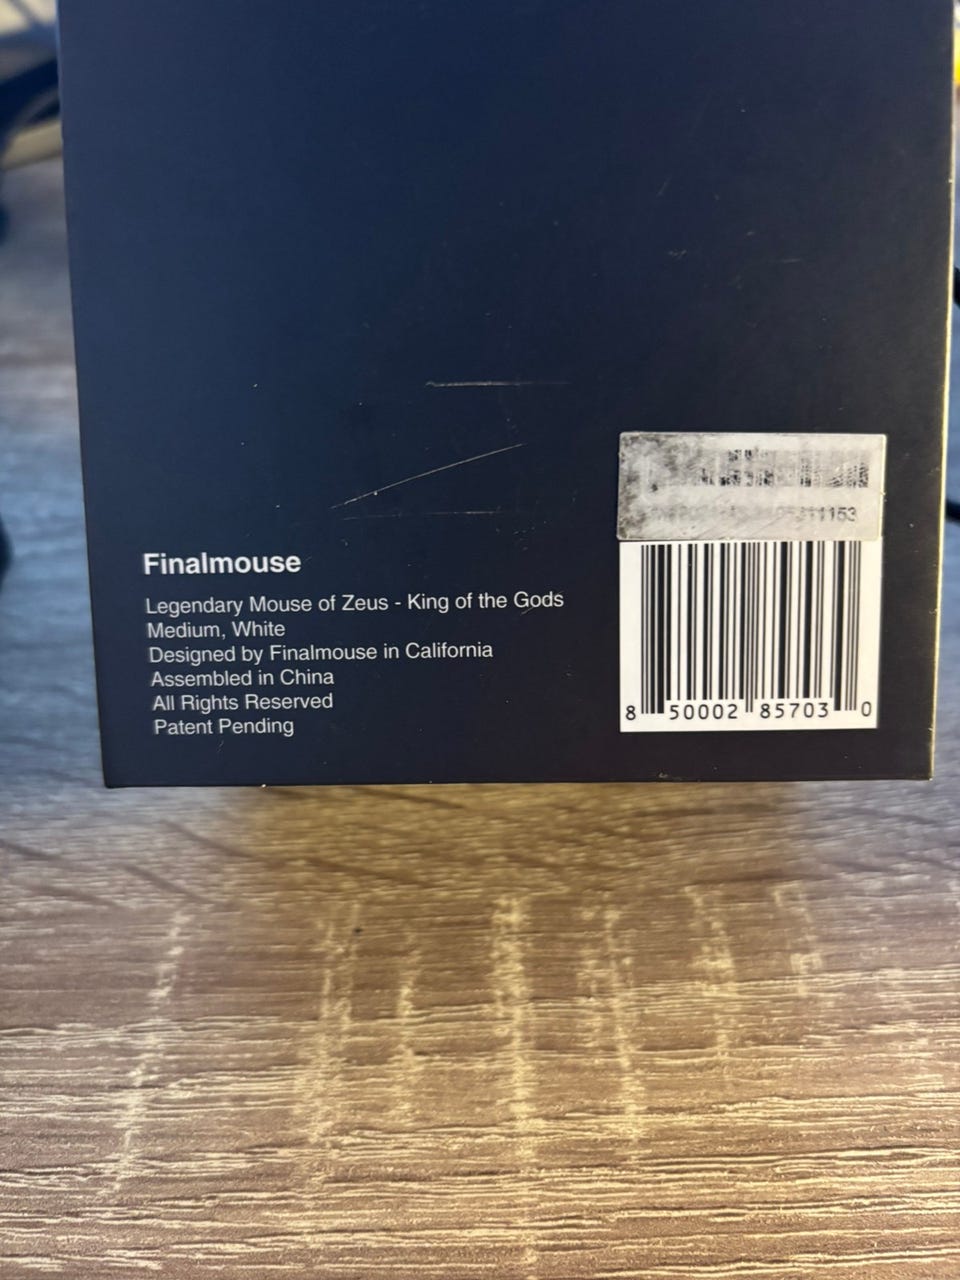 Finalmouse
Legendary Mouse of Zeus - King of the Gods
Medium, White
Designed by Finalmouse in California
Assembled in China
All Rights Reserved
Patent Pending
8 50002 85703 0